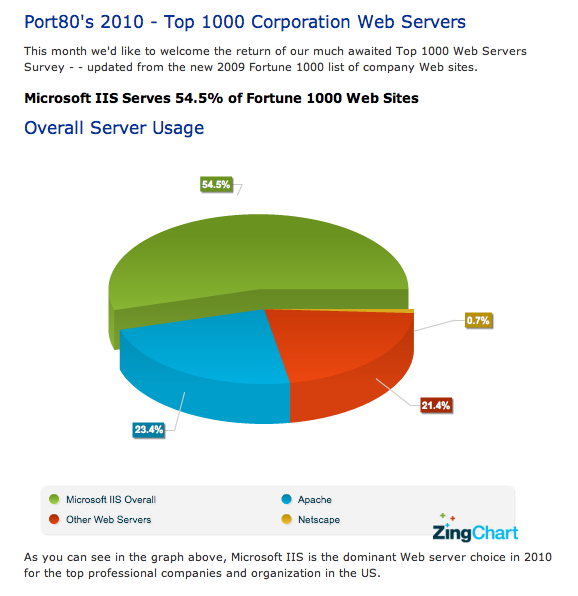 Port80's 2010 - Top 1000 Corporation Web Servers
This month we'd like to welcome the return of our much awaited Top 1000 Web Servers
Survey - - updated from the new 2009 Fortune 1000 list of company Web sites.
Microsoft IIS Serves 54.5% of Fortune 1000 Web Sites
Overall Server Usage
54.5%
0.7%
21.4%
23.4%
Microsoft IIS Overall
Apache
Other Web Servers
Netscape
ZingChart
As you can see in the graph above, Microsoft IIS is the dominant Web server choice in 2010
for the top professional companies and organization in the US.